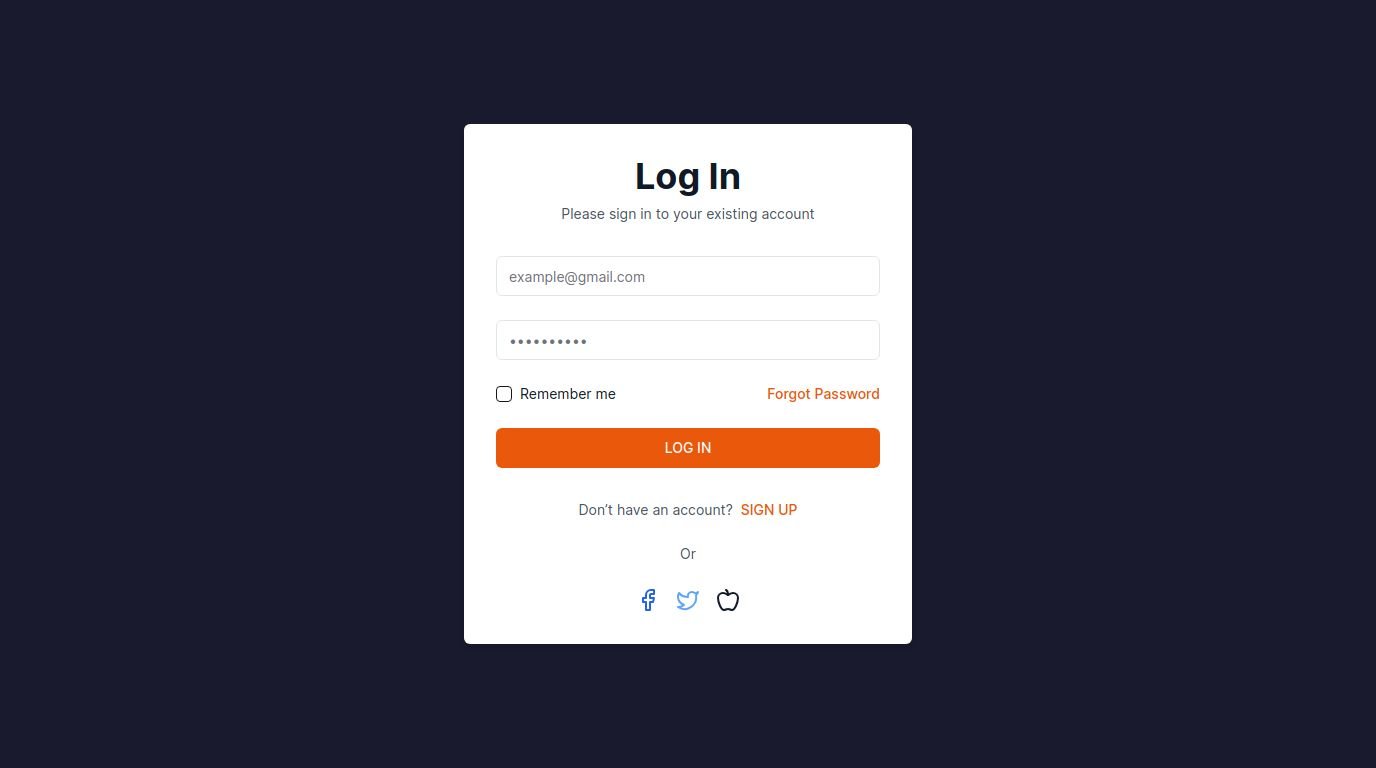 Log In
Please sign in to your existing account
example@gmail.com
••••••••••
Remember me
Forgot Password
LOG IN
Don’t have an account? SIGN UP
Or